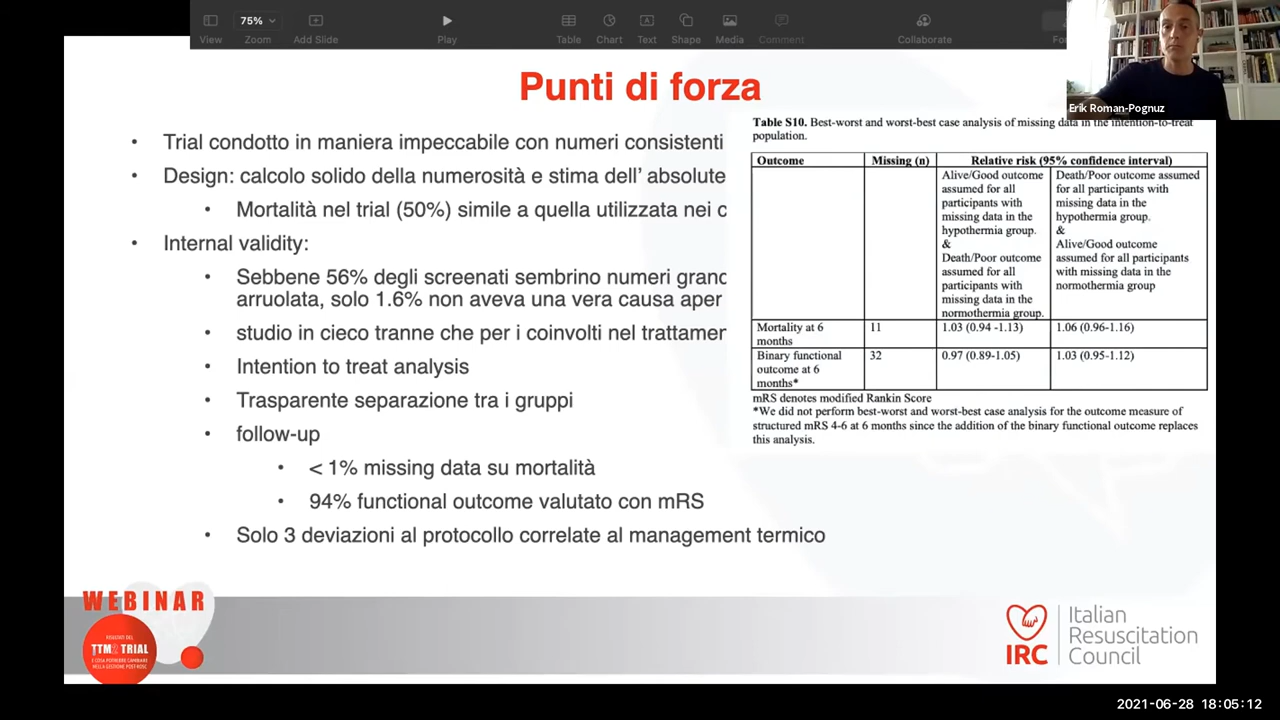 75%
View
Zoom
Add Slide
Play
Table
Chart
Text
Shape
Media
Comment
Collaborate
Erik Roman-Pognuz
Punti di forza
• Trial condotto in maniera impeccabile con numeri consistenti
• Design: calcolo solido della numerosità e stima dell' absolute
• Mortalità nel trial (50%) simile a quella utilizzata nei c
• Internal validity:
• Sebbene 56% degli screenati sembrino numeri grand
arruolata, solo 1.6% non aveva una vera causa aper
• studio in cieco tranne che per i coinvolti nel trattamen
• Intention to treat analysis
• Trasparente separazione tra i gruppi
• follow-up
• < 1% missing data su mortalità
• 94% functional outcome valutato con mRS
• Solo 3 deviazioni al protocollo correlate al management termico
Table S10. Best-worst and worst-best case analysis of missing data in the intention-to-treat
population.
Outcome Missing (n) Relative risk (95% confidence interval)
Alive/Good outcome
assumed for all
participants with
missing data in the
hypothermia group.
&
Death/Poor outcome
assumed for all
participants with
missing data in the
normothermia group.
Death/Poor outcome assumed
for all participants with
missing data in the
hypothermia group.
&
Alive/Good outcome
assumed for all participants
with missing data in the
normothermia group
Mortality at 6
months
11 1.03 (0.94 -1.13) 1.06 (0.96-1.16)
Binary functional
outcome at 6
months*
32 0.97 (0.89-1.05) 1.03 (0.95-1.12)
mRS denotes modified Rankin Score
*We did not perform best-worst and worst-best case analysis for the outcome measure of
structured mRS 4-6 at 6 months since the addition of the binary functional outcome replaces
this analysis.
WEBINAR
RISULTATI DEL
TTM2 TRIAL
E COSA POTREBBE CAMBIARE
NELLA GESTIONE POST-ROSC
IRC
Italian
Resuscitation
Council
2021-06-28 18:05:12